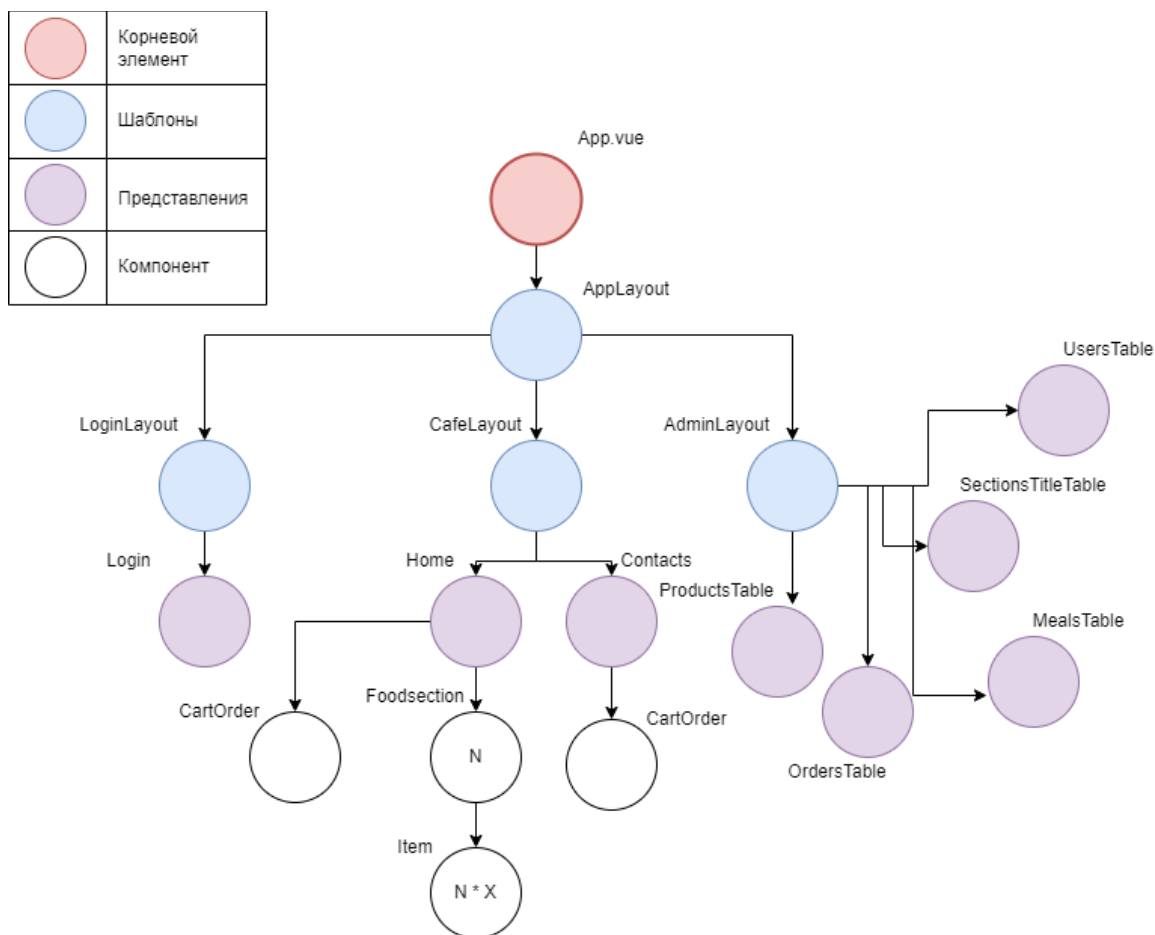 Корневой
элемент
Шаблоны
Представления
Компонент
App.vue
AppLayout
UsersTable
LoginLayout
CafeLayout
AdminLayout
SectionsTitleTable
Login
Home
Contacts
ProductsTable
MealsTable
CartOrder
Foodsection
CartOrder
N
OrdersTable
Item
N * X